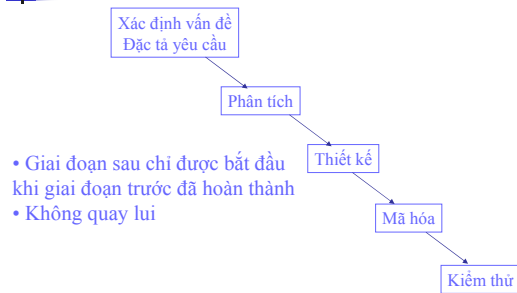 Xác định vấn đề
Đặc tả yêu cầu
Phân tích
Thiết kế
Mã hóa
Kiểm thử
• Giai đoạn sau chỉ được bắt đầu
khi giai đoạn trước đã hoàn thành
• Không quay lui